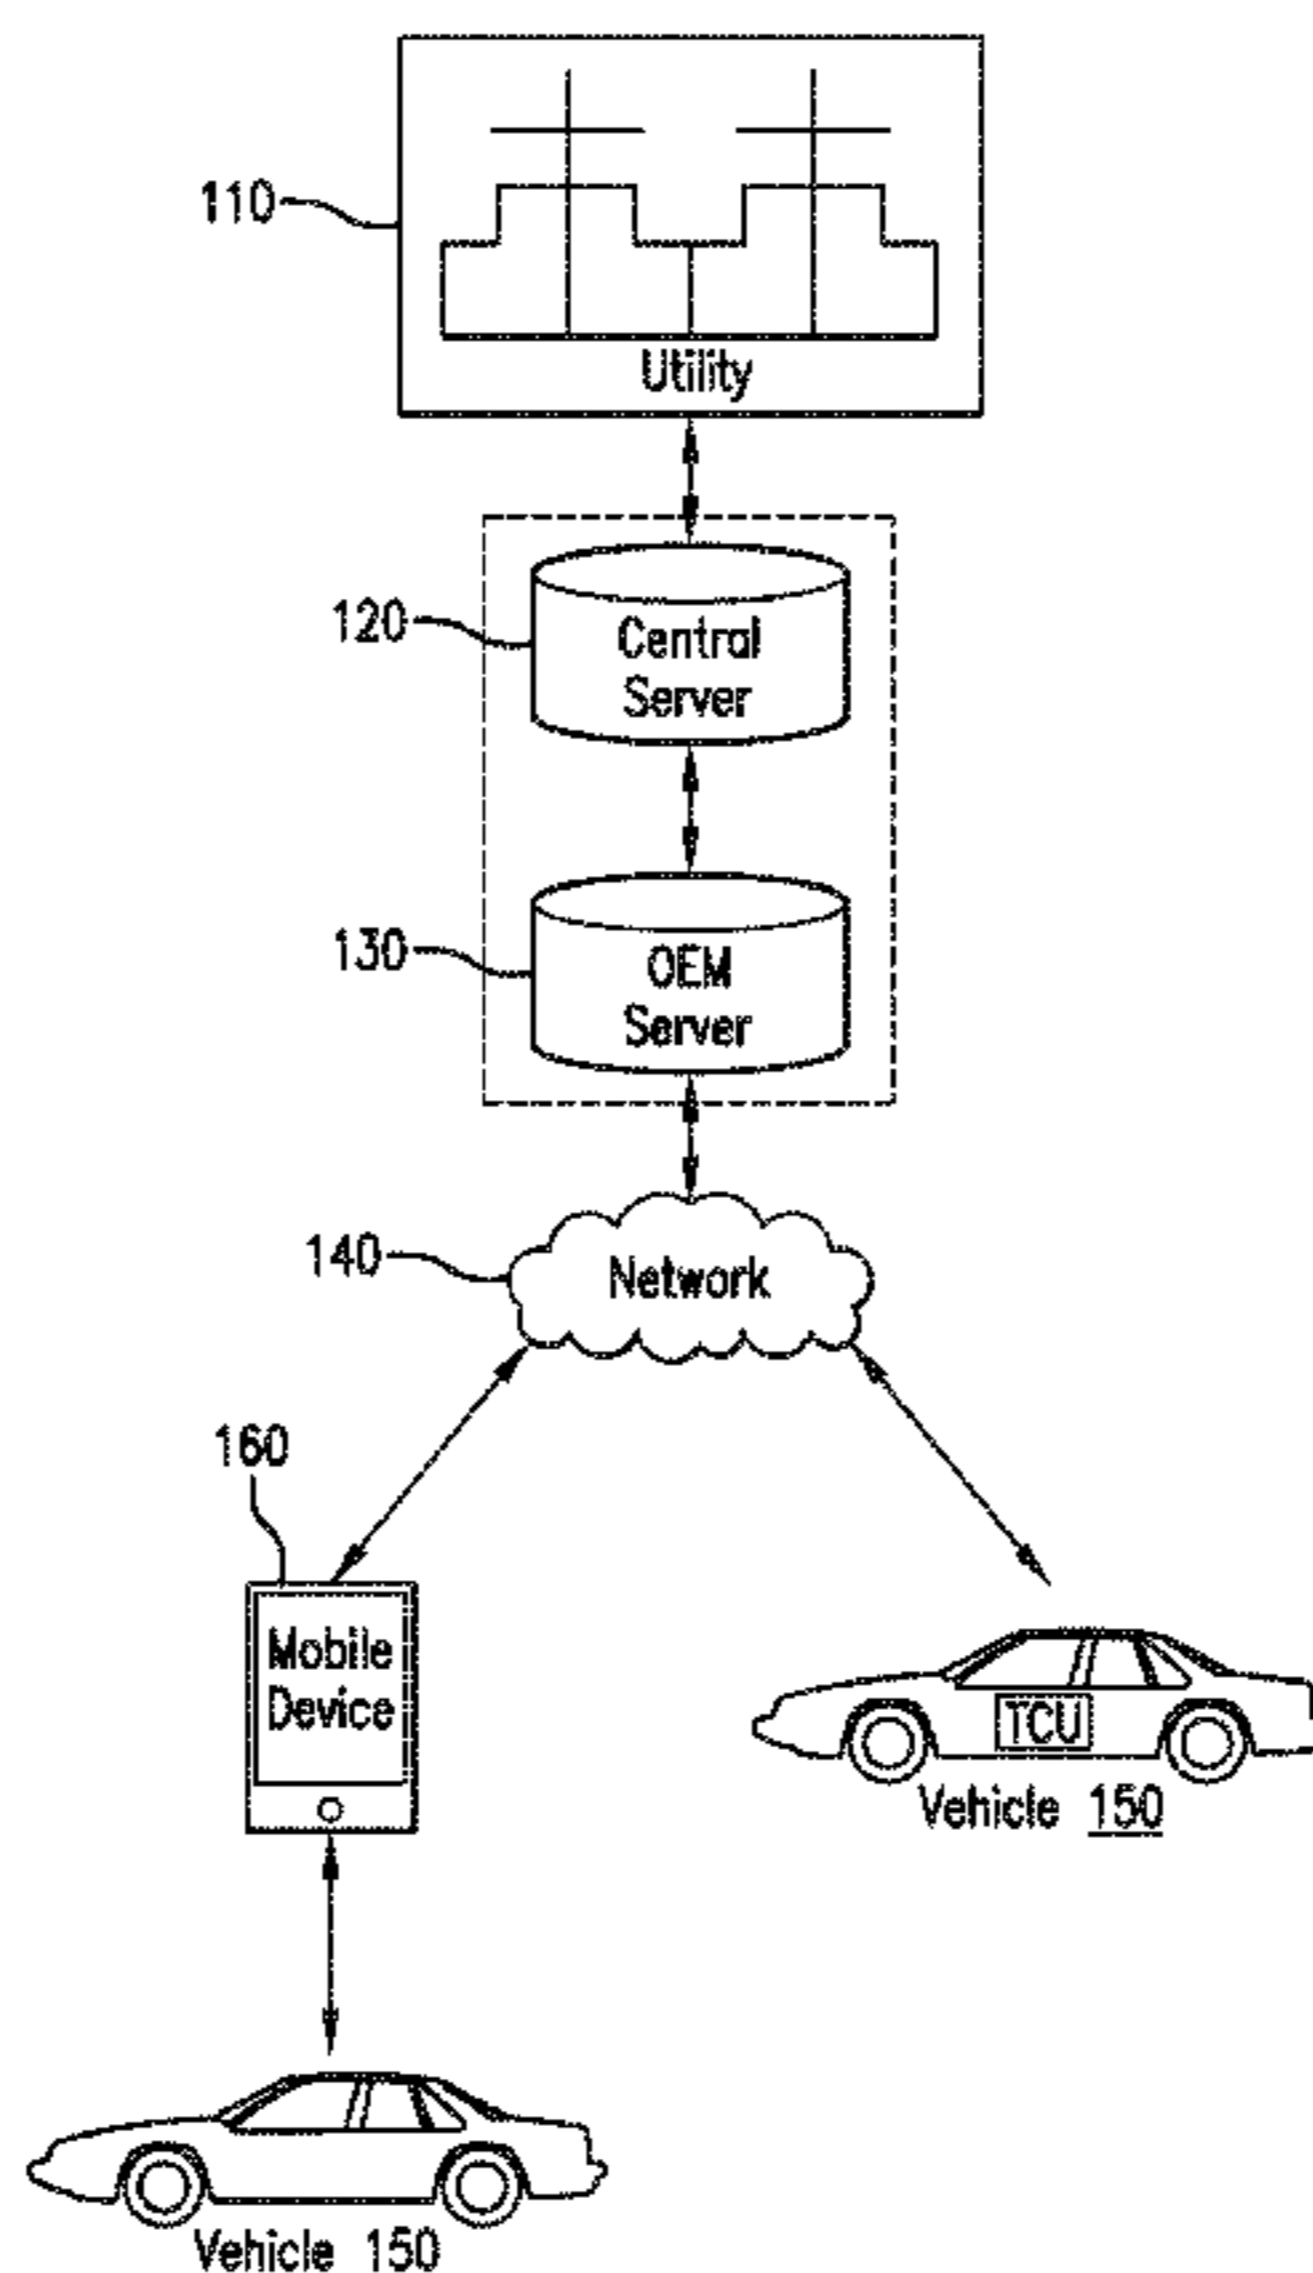 110
Utility
120
Central
Server
130
OEM
Server
140
Network
160
Mobile
Device
TCU
Vehicle 150
Vehicle 150